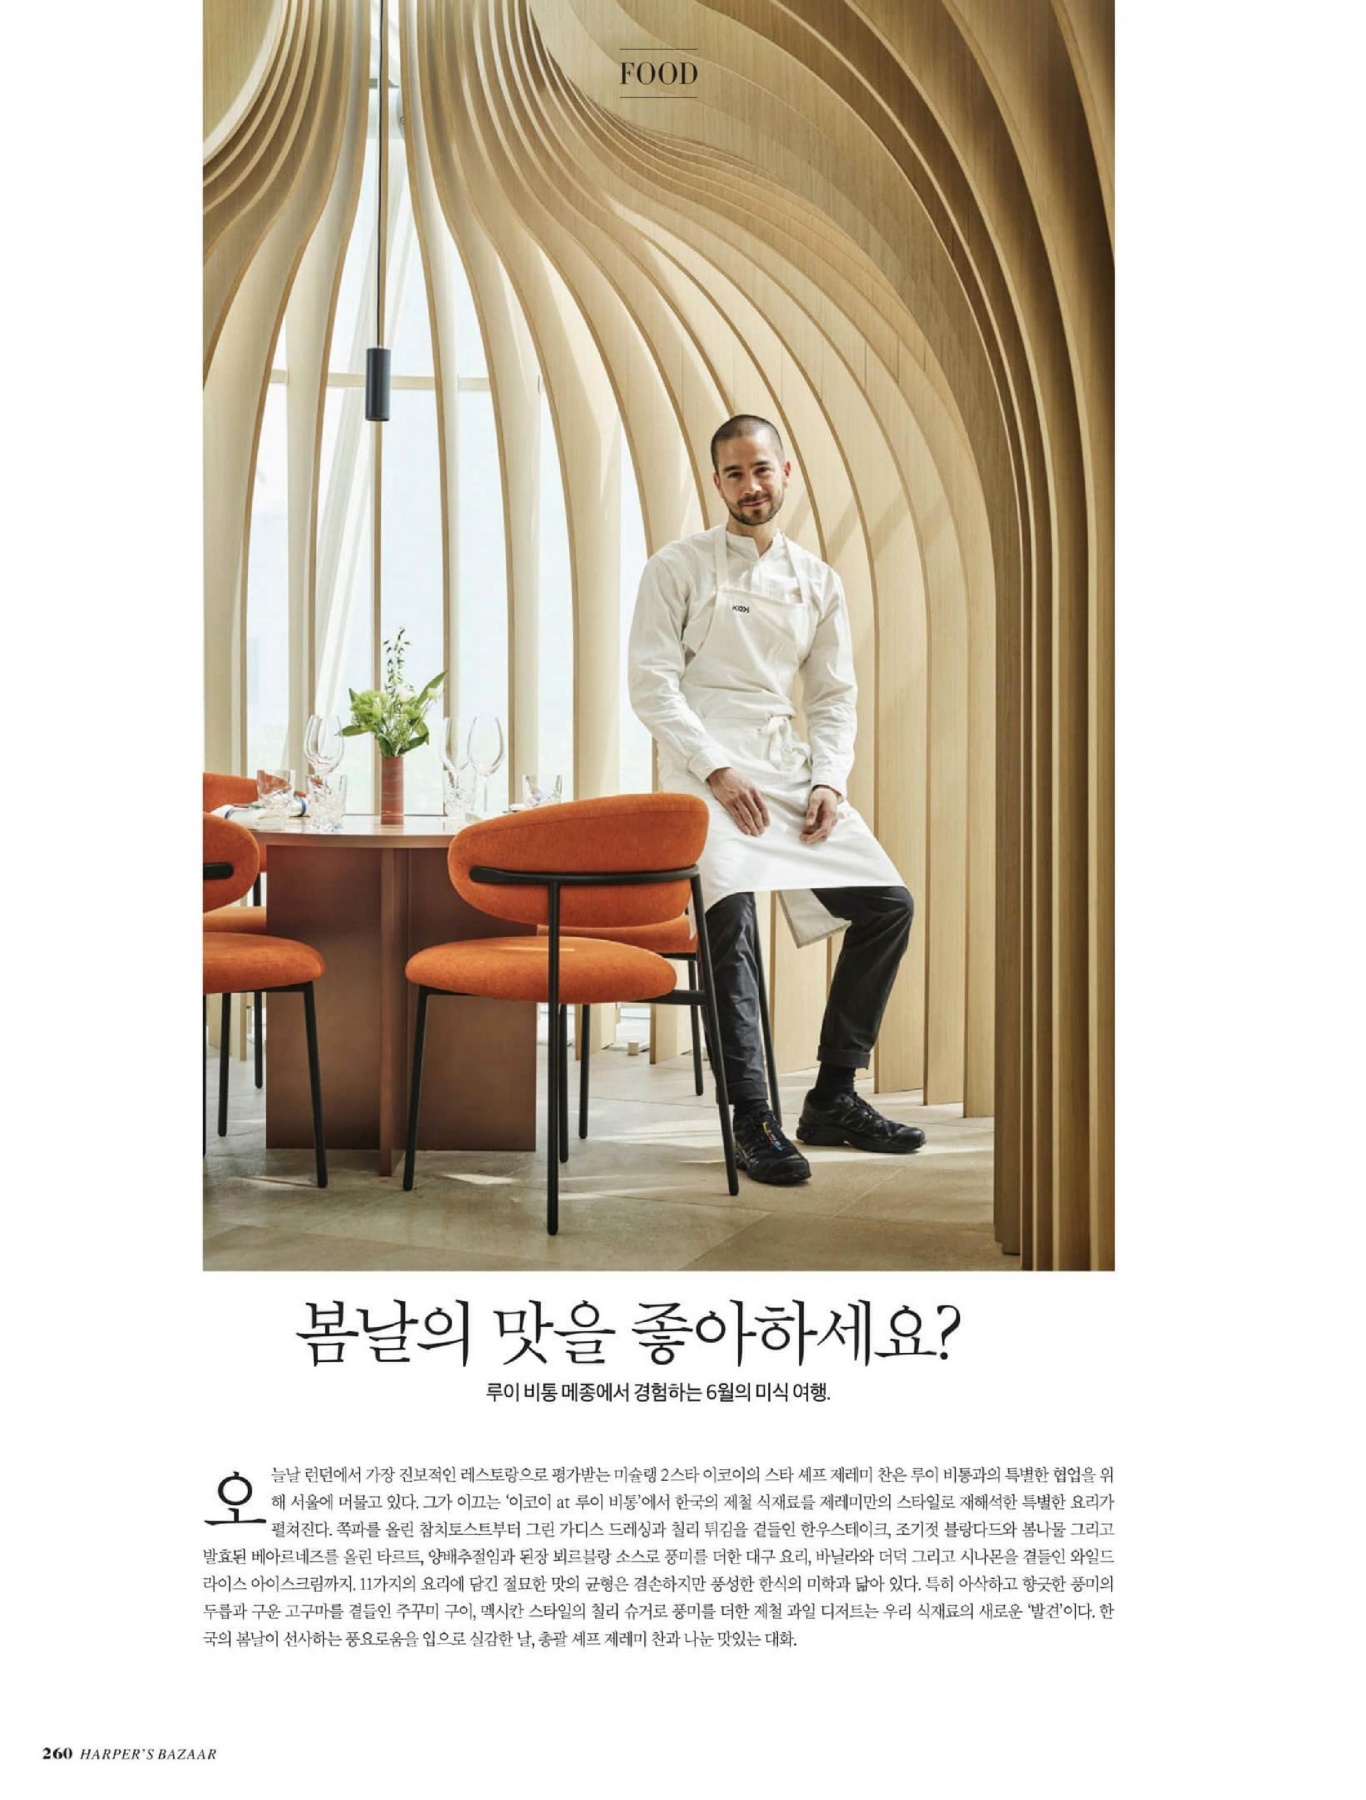 FOOD
IKOYI
봄날의 맛을 좋아하세요?
루이 비통 메종에서 경험하는 6월의 미식 여행.
오늘날 런던에서 가장 진보적인 레스토랑으로 평가받는 미슐랭 2스타 이코이의 스타 셰프 제레미 찬은 루이 비통과의 특별한 협업을 위
해 서울에 머물고 있다. 그가 이끄는 ‘이코이 at 루이 비통’에서 한국의 제철 식재료를 제레미만의 스타일로 재해석한 특별한 요리가
펼쳐진다. 쪽파를 올린 참치토스트부터 그린 가디스 드레싱과 칠리 튀김을 곁들인 한우스테이크, 조기젓 블랑다드와 봄나물 그리고
발효된 베아르네즈를 올린 타르트, 양배추절임과 된장 뵈르블랑 소스로 풍미를 더한 대구 요리, 바닐라와 더덕 그리고 시나몬을 곁들인 와일드
라이스 아이스크림까지. 11가지의 요리에 담긴 절묘한 맛의 균형은 겸손하지만 풍성한 한식의 미학과 닮아 있다. 특히 아삭하고 향긋한 풍미의
두릅과 구운 고구마를 곁들인 주꾸미 구이, 멕시칸 스타일의 칠리 슈거로 풍미를 더한 제철 과일 디저트는 우리 식재료의 새로운 ‘발견’이다. 한
국의 봄날이 선사하는 풍요로움을 입으로 실감한 날, 총괄 셰프 제레미 찬과 나눈 맛있는 대화.
260 HARPER'S BAZAAR